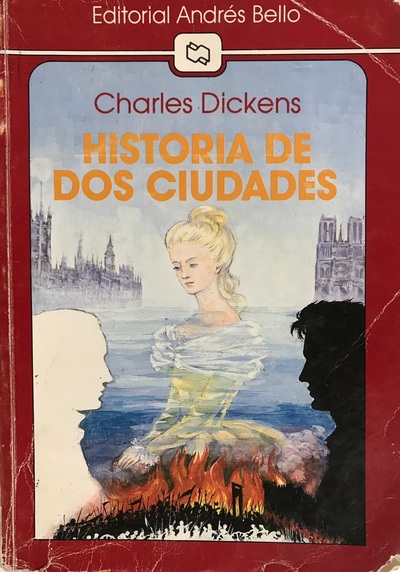 Editorial Andrés Bello
Charles Dickens
HISTORIA DE
DOS CIUDADES